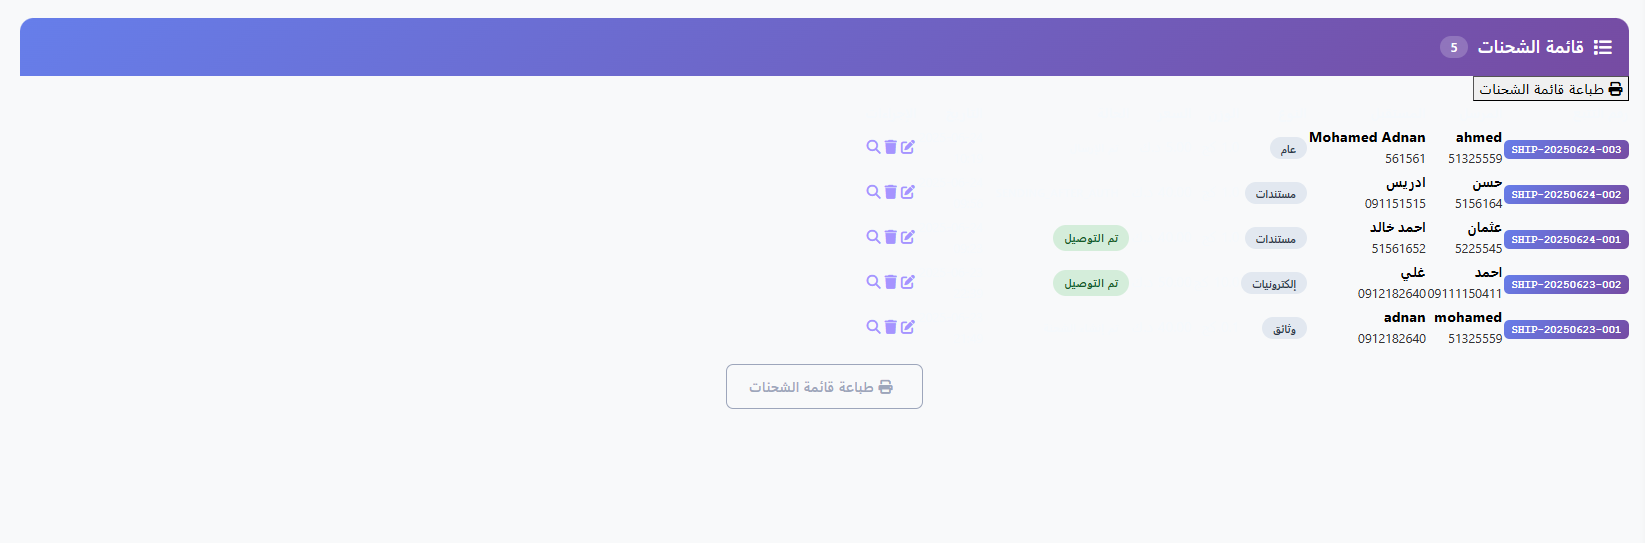 قائمة الشحنات 5
طباعة قائمة الشحنات
SHIP-20250624-003 ahmed Mohamed Adnan عام
51325559 561561
SHIP-20250624-002 حسن ادريس مستندات
5156164 091151515
SHIP-20250624-001 عثمان احمد خالد مستندات تم التوصيل
5225545 51561652
SHIP-20250623-002 احمد غلي إلكترونيات تم التوصيل
09111150411 0912182640
SHIP-20250623-001 mohamed adnan وثائق
51325559 0912182640
طباعة قائمة الشحنات